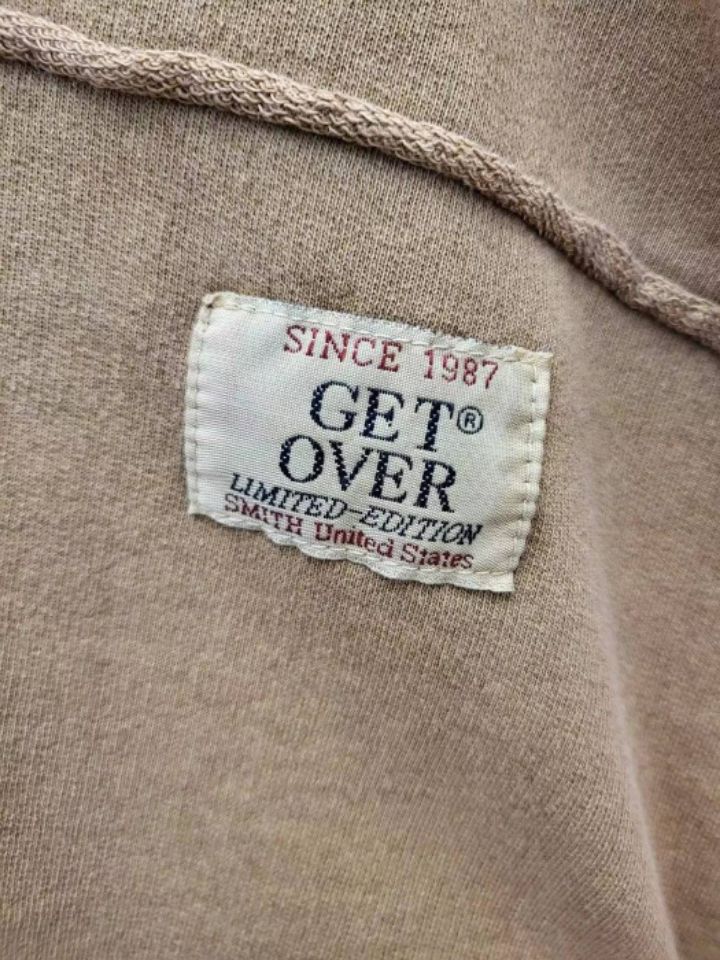 SINCE 1987
GET®
OVER
LIMITED-EDITION
SMITH United States